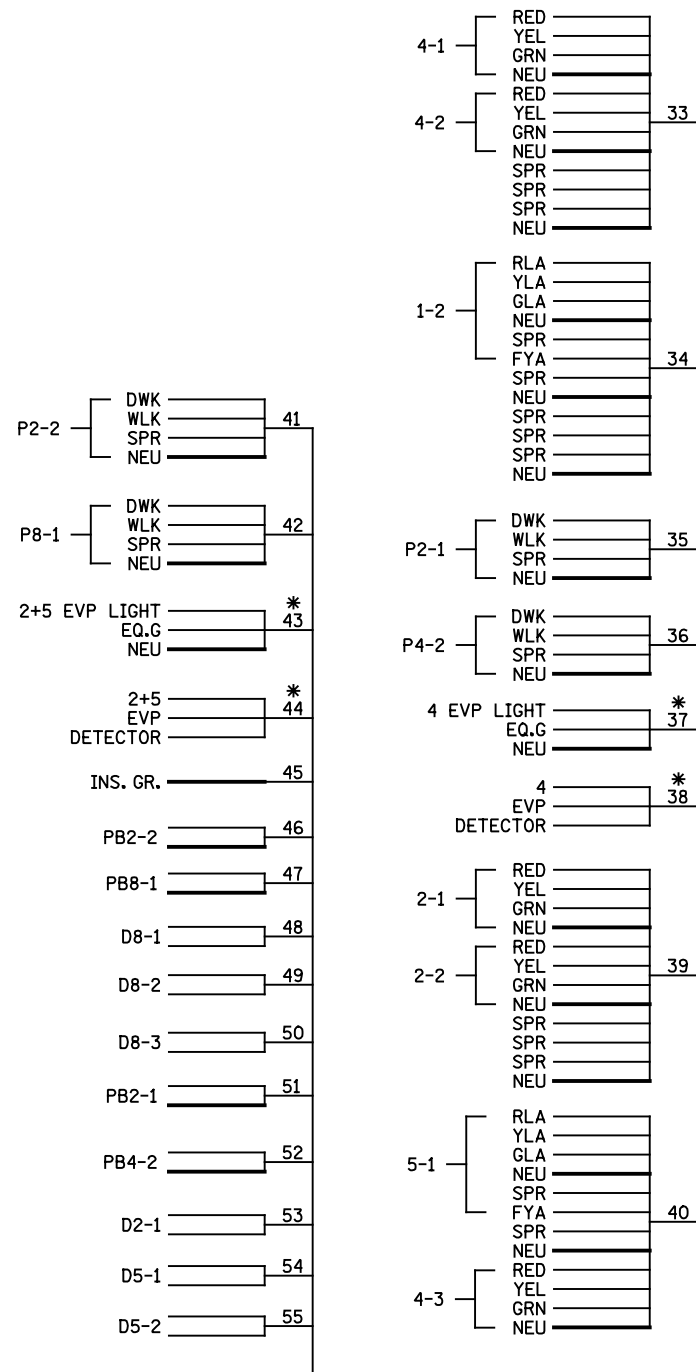 P2-2
DWK
WLK
SPR
NEU
41
P8-1
DWK
WLK
SPR
NEU
42
2+5 EVP LIGHT
EQ.G
NEU
*
43
2+5
EVP
DETECTOR
*
44
INS. GR.
45
PB2-2
46
PB8-1
47
D8-1
48
D8-2
49
D8-3
50
PB2-1
51
PB4-2
52
D2-1
53
D5-1
54
D5-2
55
4-1
RED
YEL
GRN
NEU
4-2
RED
YEL
GRN
NEU
SPR
SPR
SPR
NEU
33
1-2
RLA
YLA
GLA
NEU
SPR
FYA
SPR
NEU
SPR
SPR
SPR
NEU
34
P2-1
DWK
WLK
SPR
NEU
35
P4-2
DWK
WLK
SPR
NEU
36
4 EVP LIGHT
EQ.G
NEU
*
37
4
EVP
DETECTOR
*
38
2-1
RED
YEL
GRN
NEU
2-2
RED
YEL
GRN
NEU
SPR
SPR
SPR
NEU
39
5-1
RLA
YLA
GLA
NEU
SPR
FYA
SPR
NEU
4-3
RED
YEL
GRN
NEU
40